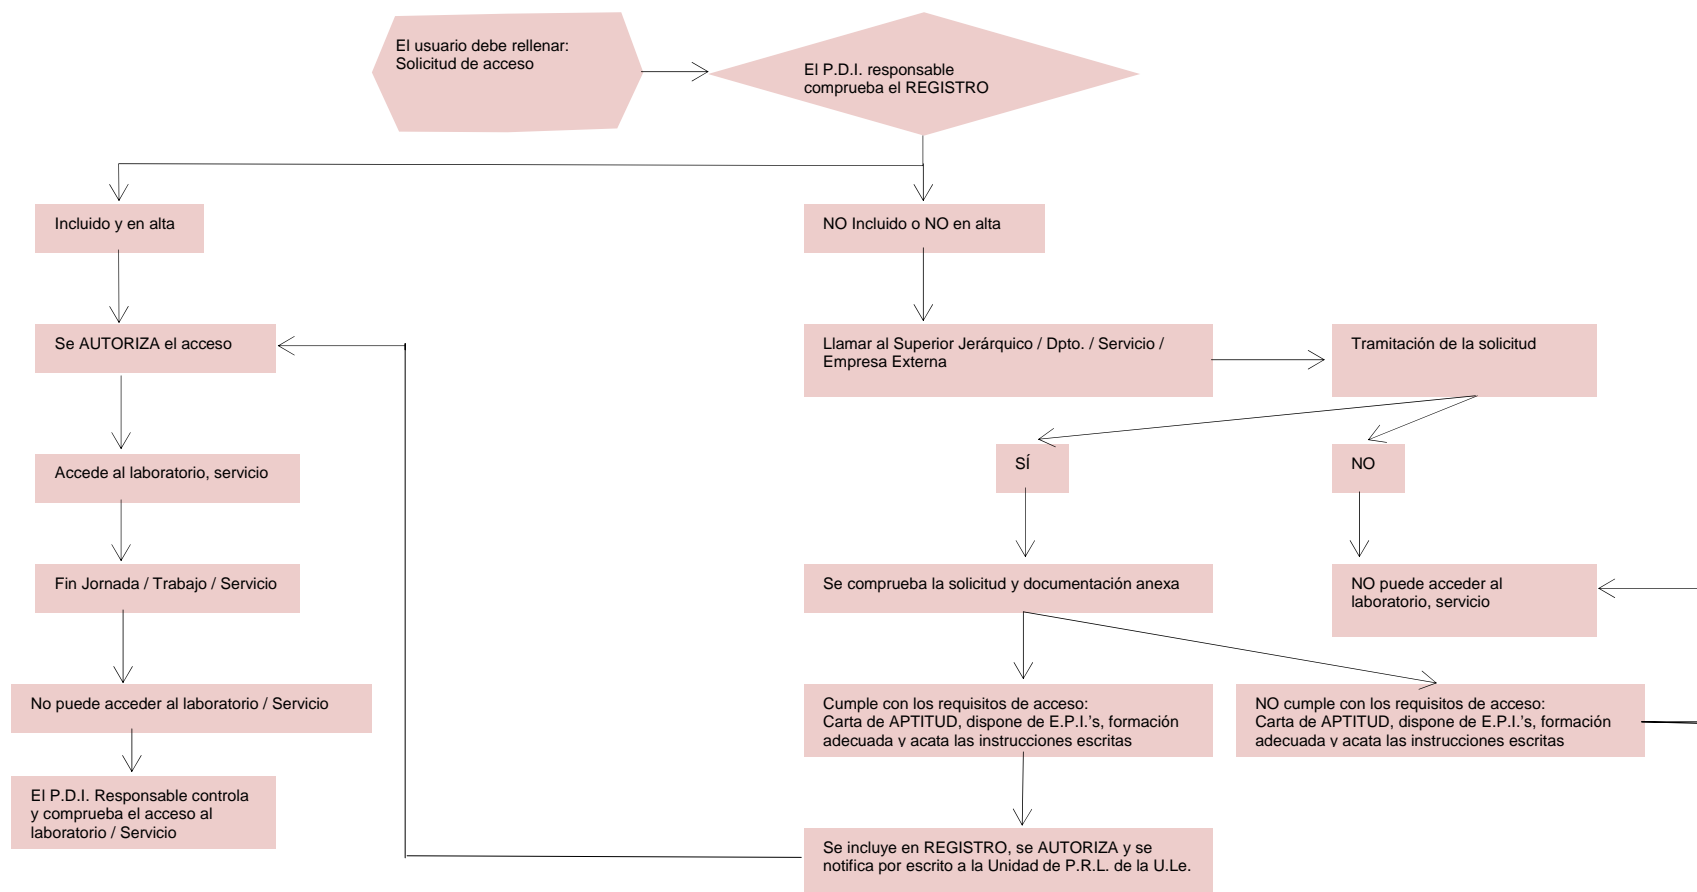 El usuario debe rellenar:
Solicitud de acceso
El P.D.I. responsable
comprueba el REGISTRO
Incluido y en alta
NO Incluido o NO en alta
Se AUTORIZA el acceso
Llamar al Superior Jerárquico / Dpto. / Servicio /
Empresa Externa
Tramitación de la solicitud
Accede al laboratorio, servicio
SÍ
NO
Fin Jornada / Trabajo / Servicio
Se comprueba la solicitud y documentación anexa
NO puede acceder al
laboratorio, servicio
No puede acceder al laboratorio / Servicio
Cumple con los requisitos de acceso:
Carta de APTITUD, dispone de E.P.I.'s, formación
adecuada y acata las instrucciones escritas
NO cumple con los requisitos de acceso:
Carta de APTITUD, dispone de E.P.I.'s, formación
adecuada y acata las instrucciones escritas
El P.D.I. Responsable controla
y comprueba el acceso al
laboratorio / Servicio
Se incluye en REGISTRO, se AUTORIZA y se
notifica por escrito a la Unidad de P.R.L. de la U.Le.